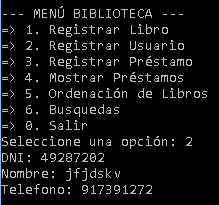 --- MENÚ BIBLIOTECA ---
=> 1. Registrar Libro
=> 2. Registrar Usuario
=> 3. Registrar Préstamo
=> 4. Mostrar Préstamos
=> 5. Ordenación de Libros
=> 6. Busquedas
=> 0. Salir
Seleccione una opción: 2
DNI: 49287202
Nombre: jfjdskv
Telefono: 917391272